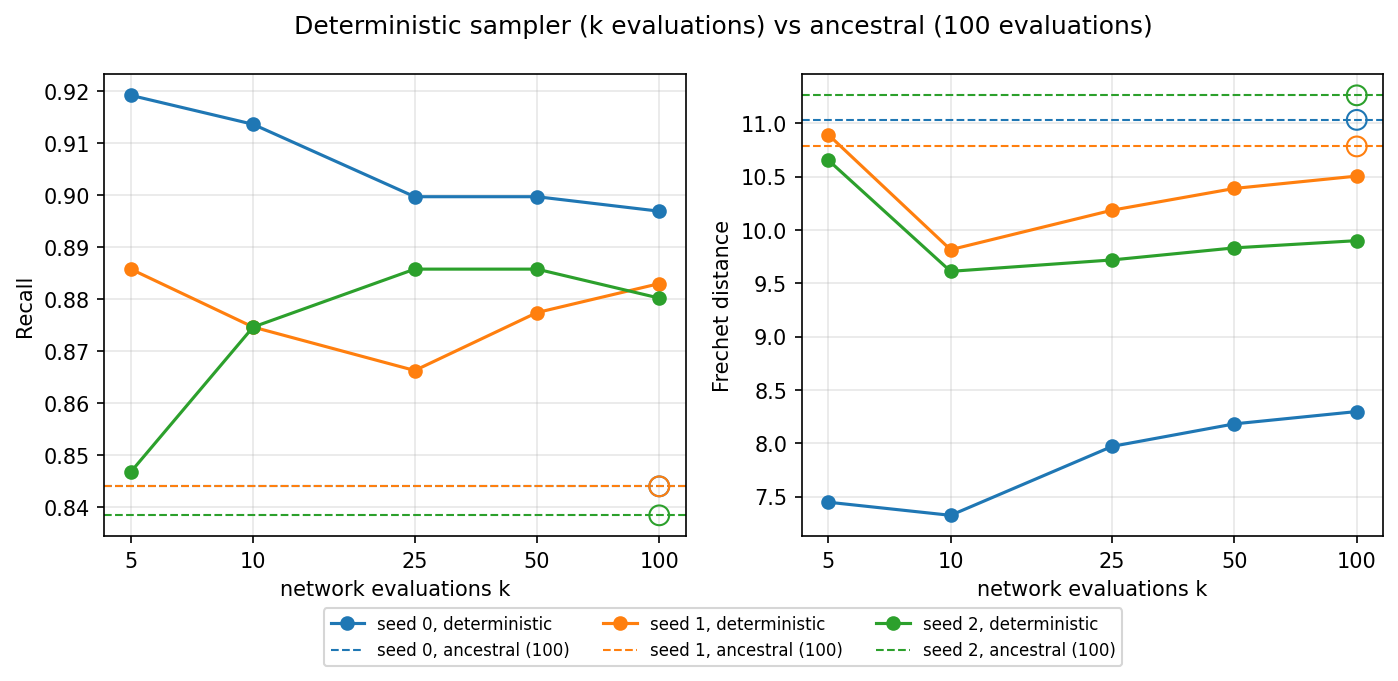 Deterministic sampler (k evaluations) vs ancestral (100 evaluations)
Recall
0.92
0.91
0.90
0.89
0.88
0.87
0.86
0.85
0.84
5 10 25 50 100
network evaluations k
Frechet distance
11.0
10.5
10.0
9.5
9.0
8.5
8.0
7.5
5 10 25 50 100
network evaluations k
seed 0, deterministic
seed 0, ancestral (100)
seed 1, deterministic
seed 1, ancestral (100)
seed 2, deterministic
seed 2, ancestral (100)